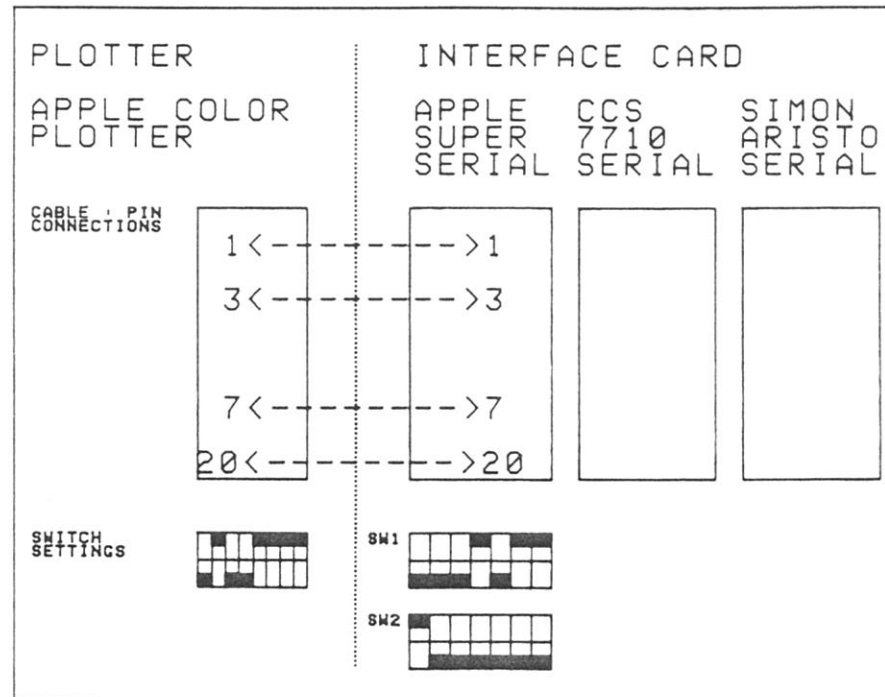 PLOTTER
INTERFACE CARD
APPLE COLOR
PLOTTER
APPLE
SUPER
SERIAL
CCS
7710
SERIAL
SIMON
ARISTO
SERIAL
CABLE : PIN
CONNECTIONS
1<------->1
3<------->3
7<------->7
20<------->20
SWITCH
SETTINGS
SW1
SW2